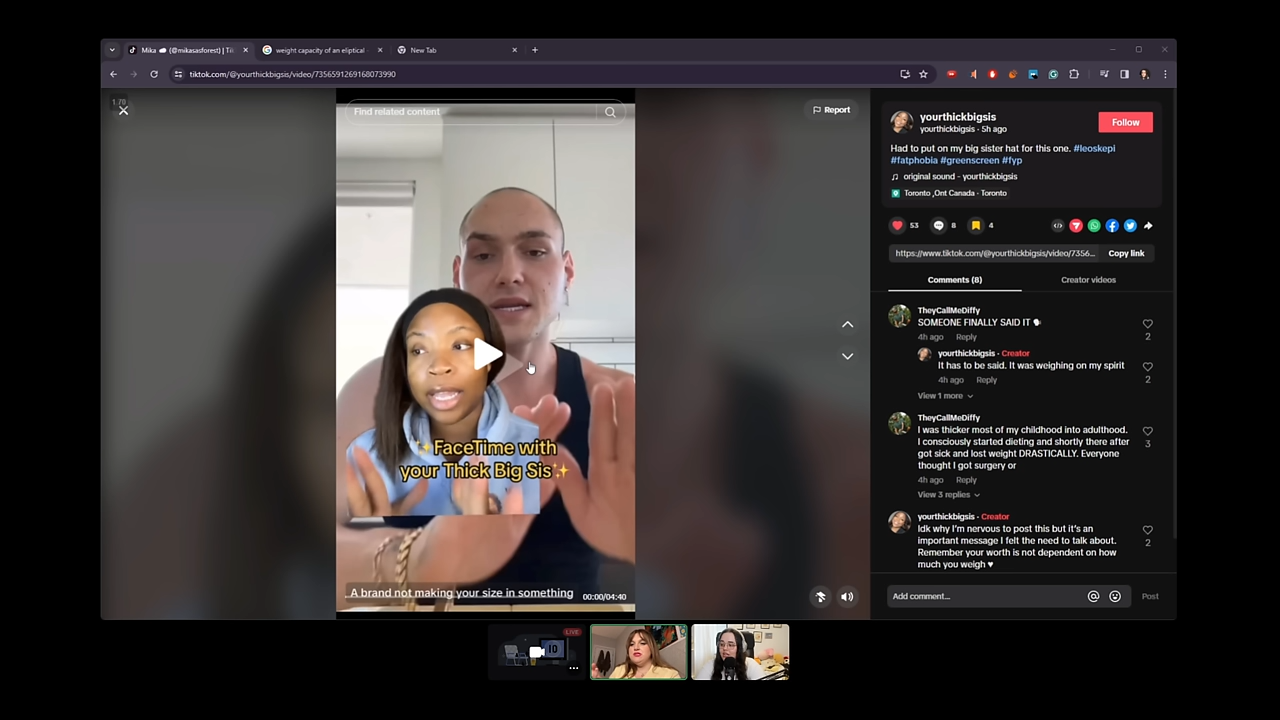 Mika ☁️ (@mikasasforest) | Ti
weight capacity of an eliptical
New Tab
tiktok.com/@yourthickbigsis/video/7356591269168073990
1.70
Find related content
Report
✨FaceTime with
your Thick Big Sis✨
A brand not making your size in something
00:00/04:40
yourthickbigsis
yourthickbigsis · 5h ago
Follow
Had to put on my big sister hat for this one. #leoskepi
#fatphobia #greenscreen #fyp
original sound - yourthickbigsis
Toronto ,Ont Canada · Toronto
53
8
4
https://www.tiktok.com/@yourthickbigsis/video/7356...
Copy link
Comments (8)
Creator videos
TheyCallMeDiffy
SOMEONE FINALLY SAID IT 🗣
2
4h ago Reply
yourthickbigsis · Creator
It has to be said. It was weighing on my spirit
2
4h ago Reply
View 1 more
TheyCallMeDiffy
I was thicker most of my childhood into adulthood.
I consciously started dieting and shortly there after
got sick and lost weight DRASTICALLY. Everyone
thought I got surgery or
3
4h ago Reply
View 3 replies
yourthickbigsis · Creator
Idk why I'm nervous to post this but it's an
important message I felt the need to talk about.
Remember your worth is not dependent on how
much you weigh ♥
2
Add comment...
Post
LIVE